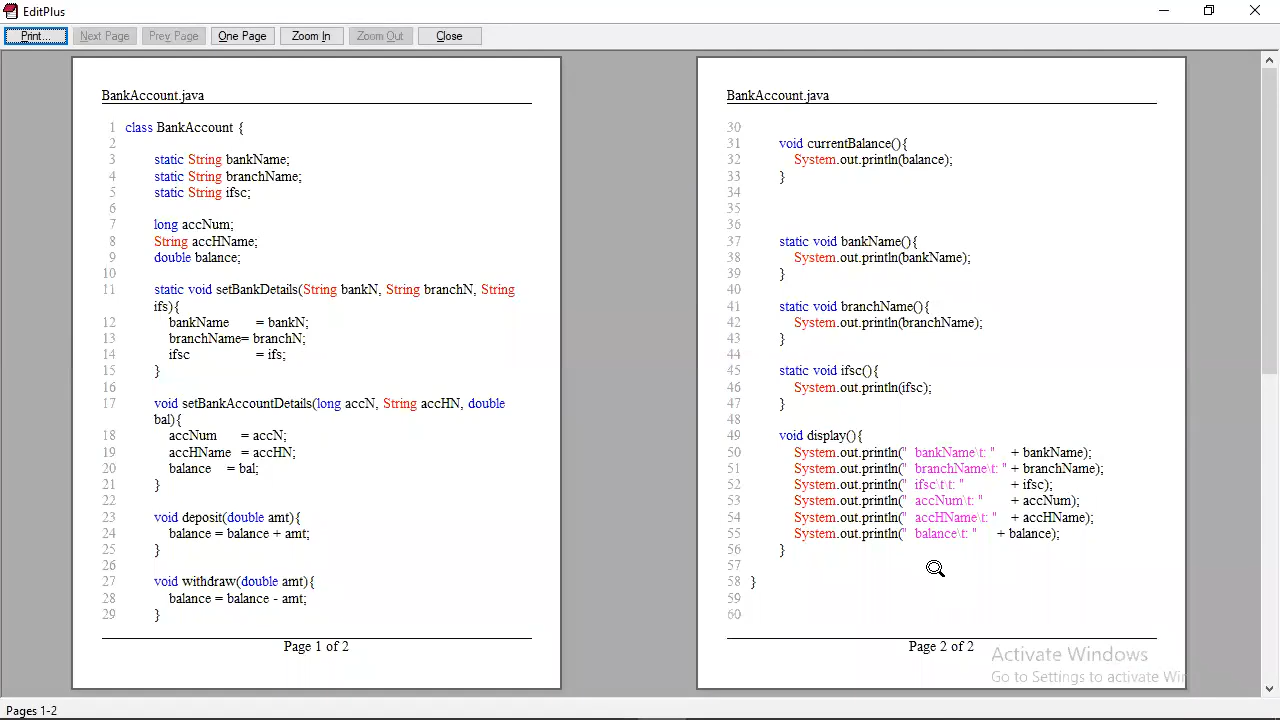 EditPlus
Print... Next Page Prev Page One Page Zoom In Zoom Out Close
BankAccount.java
1 class BankAccount {
2
3 static String bankName;
4 static String branchName;
5 static String ifsc;
6
7 long accNum;
8 String accHName;
9 double balance;
10
11 static void setBankDetails(String bankN, String branchN, String
ifs){
12 bankName = bankN;
13 branchName= branchN;
14 ifsc = ifs;
15 }
16
17 void setBankAccountDetails(long accN, String accHN, double
bal){
18 accNum = accN;
19 accHName = accHN;
20 balance = bal;
21 }
22
23 void deposit(double amt){
24 balance = balance + amt;
25 }
26
27 void withdraw(double amt){
28 balance = balance - amt;
29 }
Page 1 of 2
BankAccount.java
30
31 void currentBalance(){
32 System.out.println(balance);
33 }
34
35
36
37 static void bankName(){
38 System.out.println(bankName);
39 }
40
41 static void branchName(){
42 System.out.println(branchName);
43 }
44
45 static void ifsc(){
46 System.out.println(ifsc);
47 }
48
49 void display(){
50 System.out.println(" bankName\t: " + bankName);
51 System.out.println(" branchName\t: " + branchName);
52 System.out.println(" ifsc\t\t: " + ifsc);
53 System.out.println(" accNum\t: " + accNum);
54 System.out.println(" accHName\t: " + accHName);
55 System.out.println(" balance\t: " + balance);
56 }
57
58 }
59
60
Page 2 of 2
Activate Windows
Go to Settings to activate Win
Pages 1-2